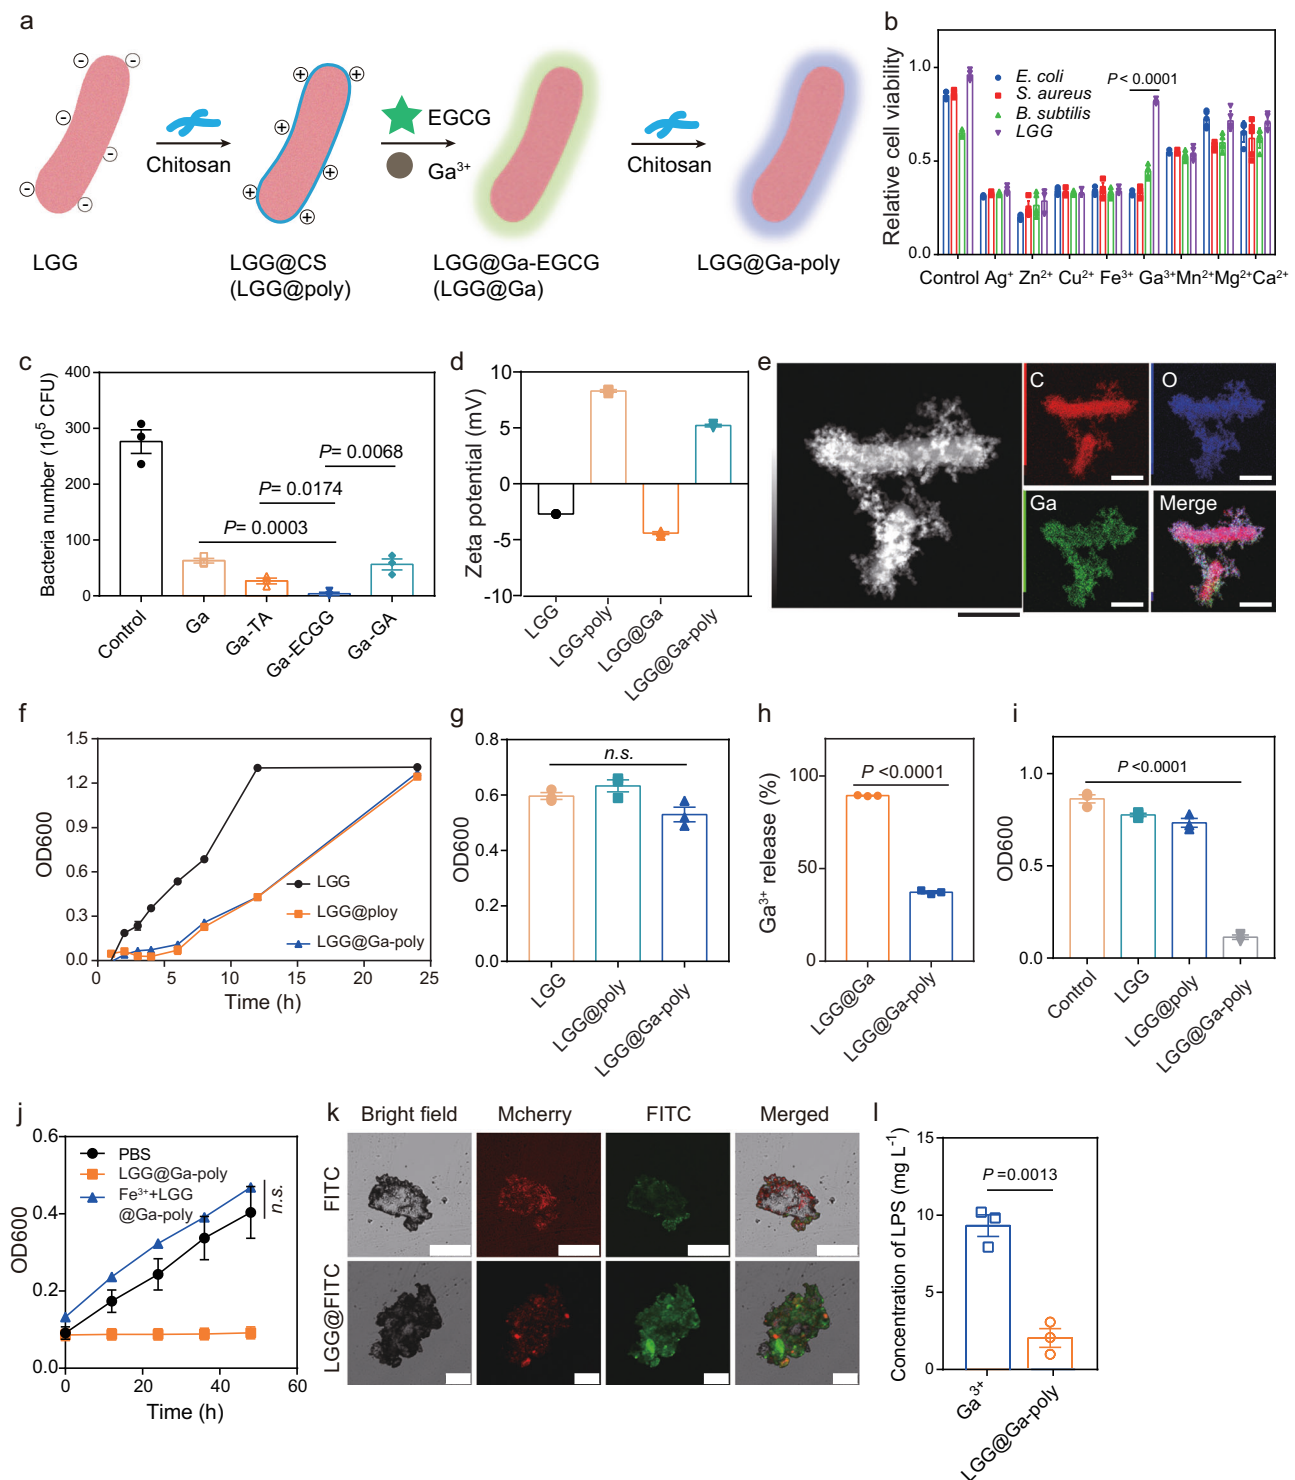 a
Chitosan
EGCG
Ga³⁺
Chitosan
LGG
LGG@CS
(LGG@poly)
LGG@Ga-EGCG
(LGG@Ga)
LGG@Ga-poly
b
Relative cell viability
1.0
0.5
0.0
E. coli
S. aureus
B. subtilis
LGG
P< 0.0001
Control Ag⁺ Zn²⁺ Cu²⁺ Fe³⁺ Ga³⁺ Mn²⁺ Mg²⁺ Ca²⁺
c
Bacteria number (10⁵ CFU)
400
300
200
100
0
P= 0.0068
P= 0.0174
P= 0.0003
Control
Ga
Ga-TA
Ga-ECGG
Ga-GA
d
Zeta potential (mV)
10
5
0
-5
-10
LGG
LGG-poly
LGG@Ga
LGG@Ga-poly
e
C
O
Ga
Merge
f
OD600
1.5
1.2
0.9
0.6
0.3
0.0
LGG
LGG@ploy
LGG@Ga-poly
0 5 10 15 20 25
Time (h)
g
OD600
0.8
0.6
0.4
0.2
0.0
n.s.
LGG
LGG@poly
LGG@Ga-poly
h
Ga³⁺ release (%)
100
50
0
P <0.0001
LGG@Ga
LGG@Ga-poly
i
OD600
1.0
0.5
0.0
P <0.0001
Control
LGG
LGG@poly
LGG@Ga-poly
j
OD600
0.6
0.4
0.2
0.0
PBS
LGG@Ga-poly
Fe³⁺+LGG
@Ga-poly
n.s.
0 20 40 60
Time (h)
k
Bright field Mcherry FITC Merged
FITC
LGG@FITC
l
Concentration of LPS (mg L⁻¹)
15
10
5
0
P =0.0013
Ga³⁺
LGG@Ga-poly